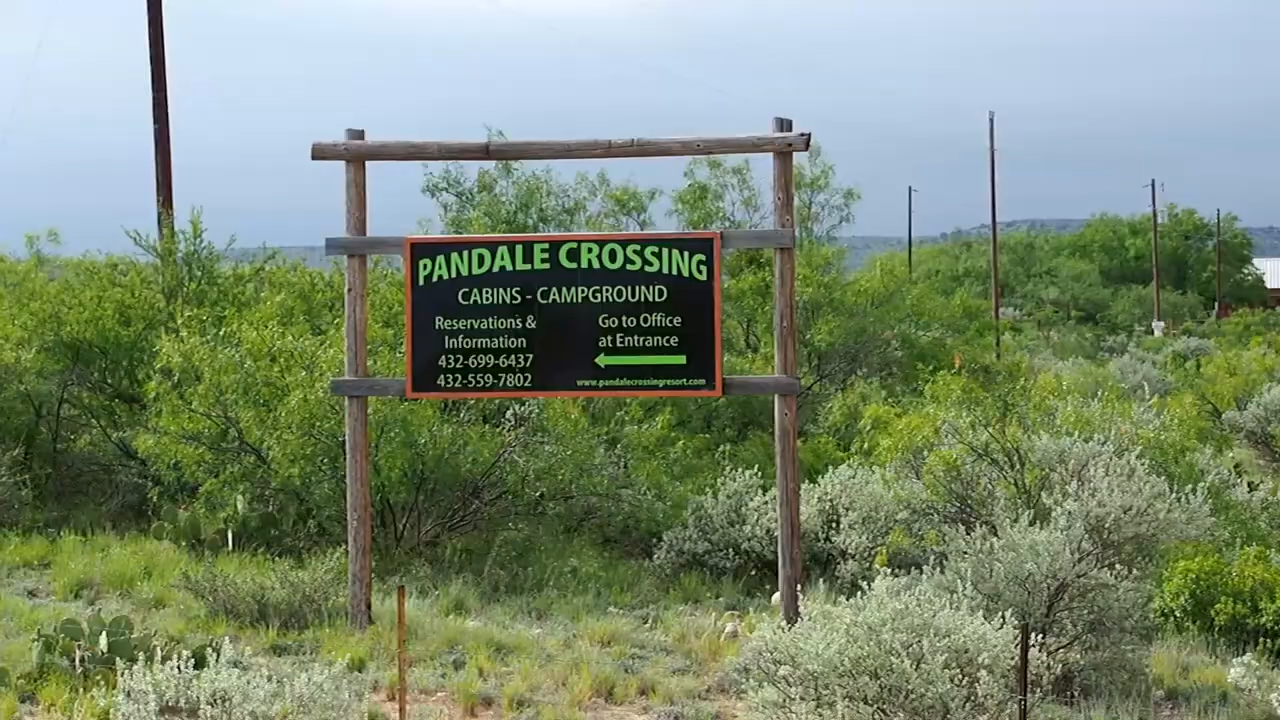 PANDALE CROSSING
CABINS - CAMPGROUND
Reservations &
Information
432-699-6437
432-559-7802
Go to Office
at Entrance
www.pandalecrossingresort.com